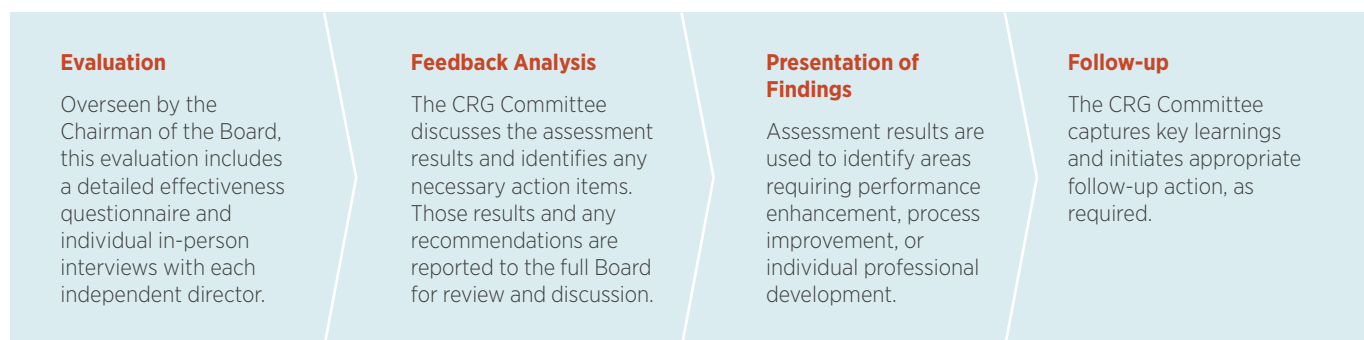 Evaluation
Overseen by the
Chairman of the Board,
this evaluation includes
a detailed effectiveness
questionnaire and
individual in-person
interviews with each
independent director.
Feedback Analysis
The CRG Committee
discusses the assessment
results and identifies any
necessary action items.
Those results and any
recommendations are
reported to the full Board
for review and discussion.
Presentation of
Findings
Assessment results are
used to identify areas
requiring performance
enhancement, process
improvement, or
individual professional
development.
Follow-up
The CRG Committee
captures key learnings
and initiates appropriate
follow-up action, as
required.